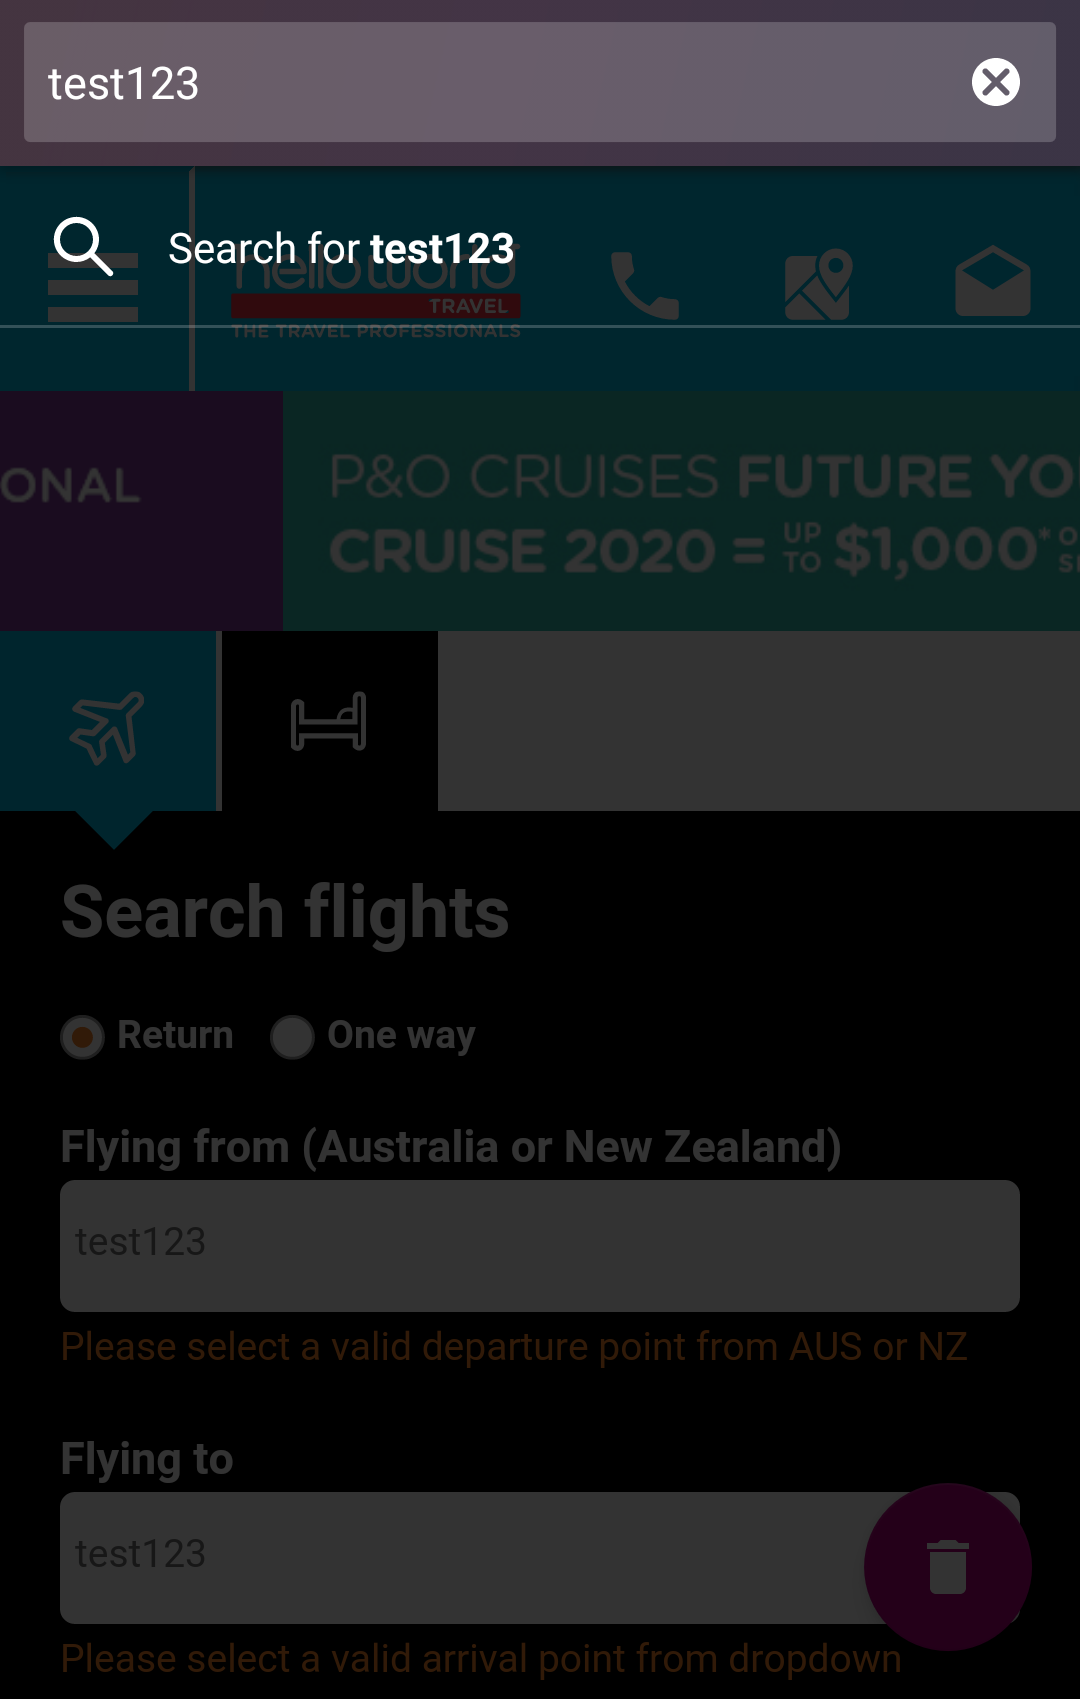 test123
Search for test123
helloworld
TRAVEL
THE TRAVEL PROFESSIONALS
ONAL
P&O CRUISES FUTURE YO
CRUISE 2020 = UP TO $1,000*
Search flights
Return One way
Flying from (Australia or New Zealand)
test123
Please select a valid departure point from AUS or NZ
Flying to
test123
Please select a valid arrival point from dropdown